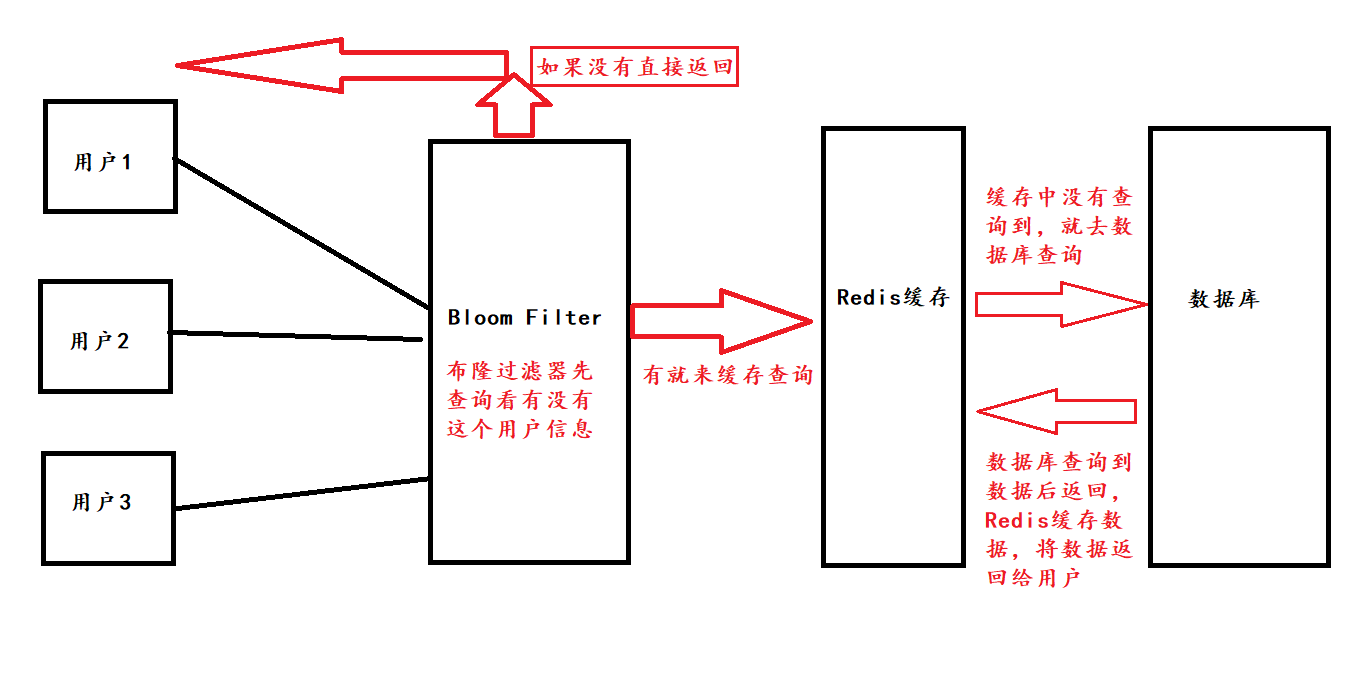 如果没有直接返回
用户1
用户2
用户3
Bloom Filter
布隆过滤器先
查询看有没有
这个用户信息
有就来缓存查询
Redis缓存
缓存中没有查
询到，就去数
据库查询
数据库查询到
数据后返回，
Redis缓存数
据，将数据返
回给用户
数据库